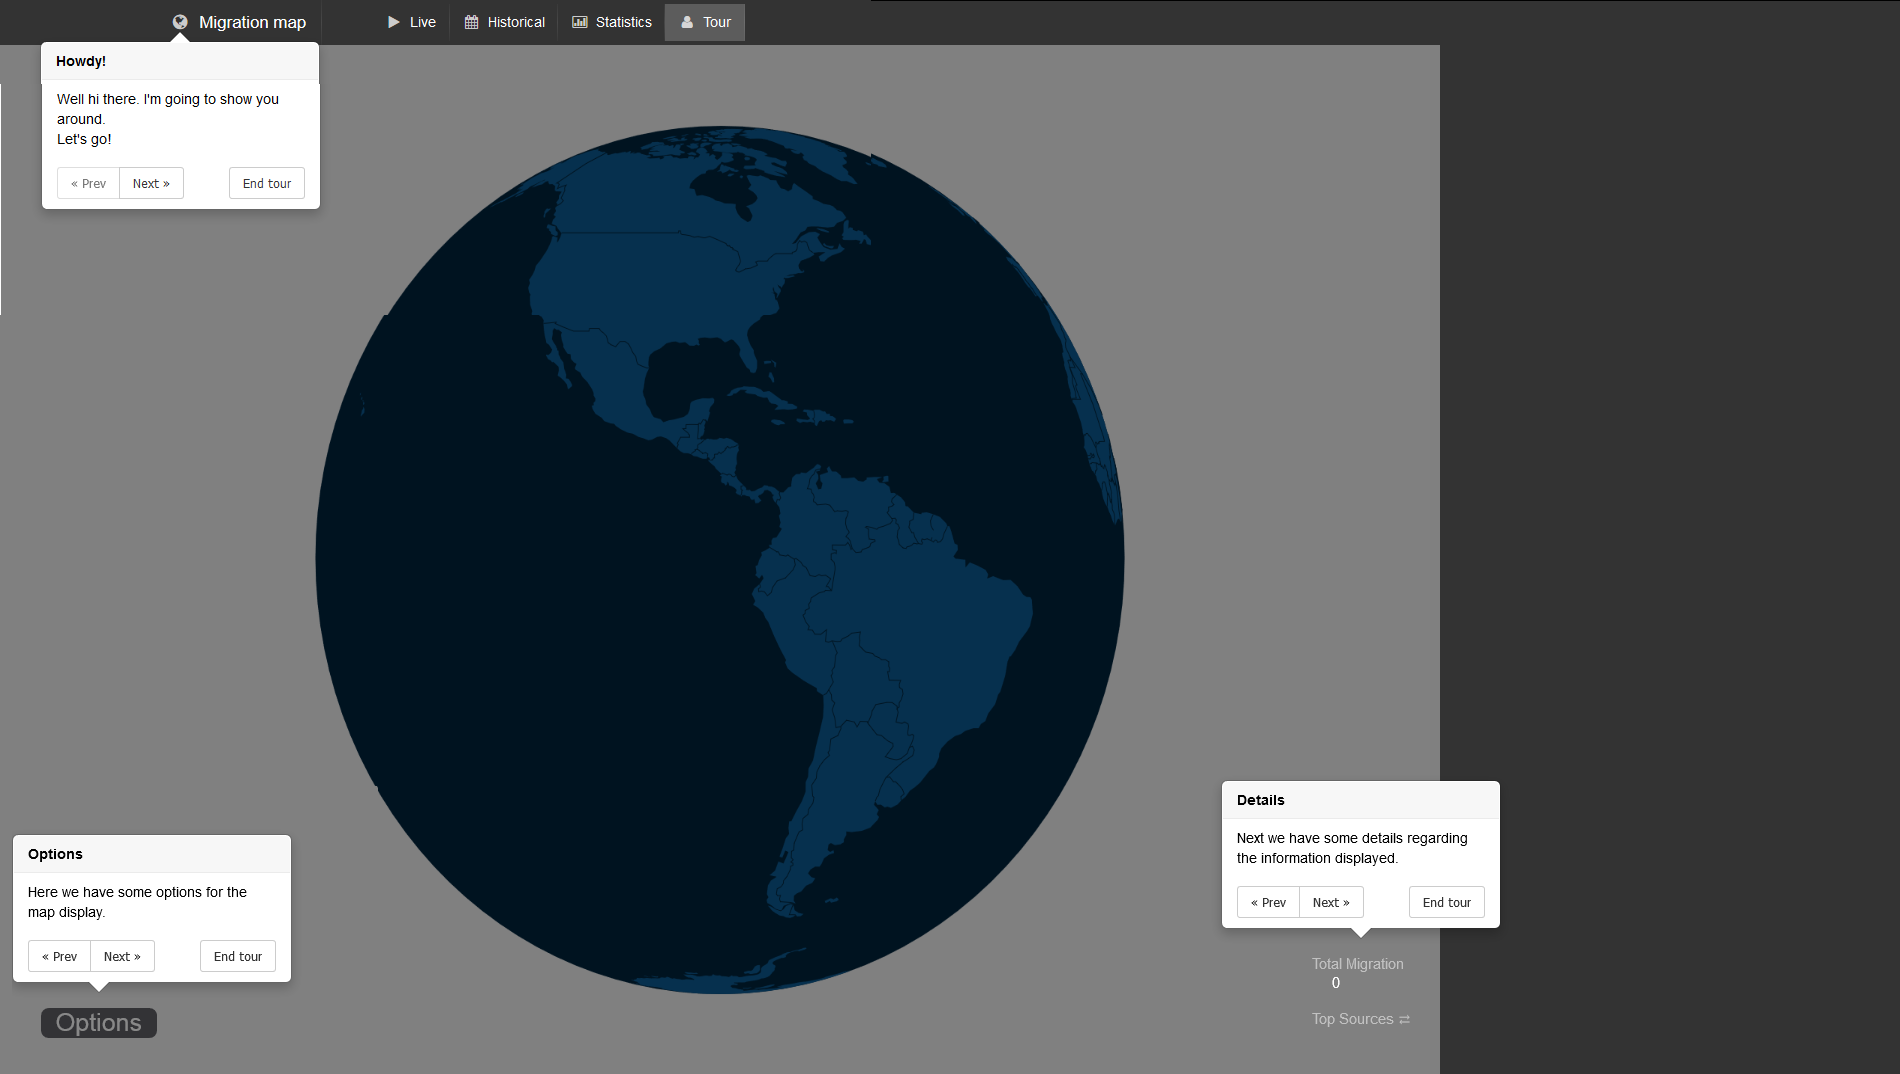 Migration map
Live
Historical
Statistics
Tour
Howdy!
Well hi there. I'm going to show you
around.
Let's go!
« Prev
Next »
End tour
Options
Here we have some options for the
map display.
« Prev
Next »
End tour
Options
Details
Next we have some details regarding
the information displayed.
« Prev
Next »
End tour
Total Migration
0
Top Sources ⇄